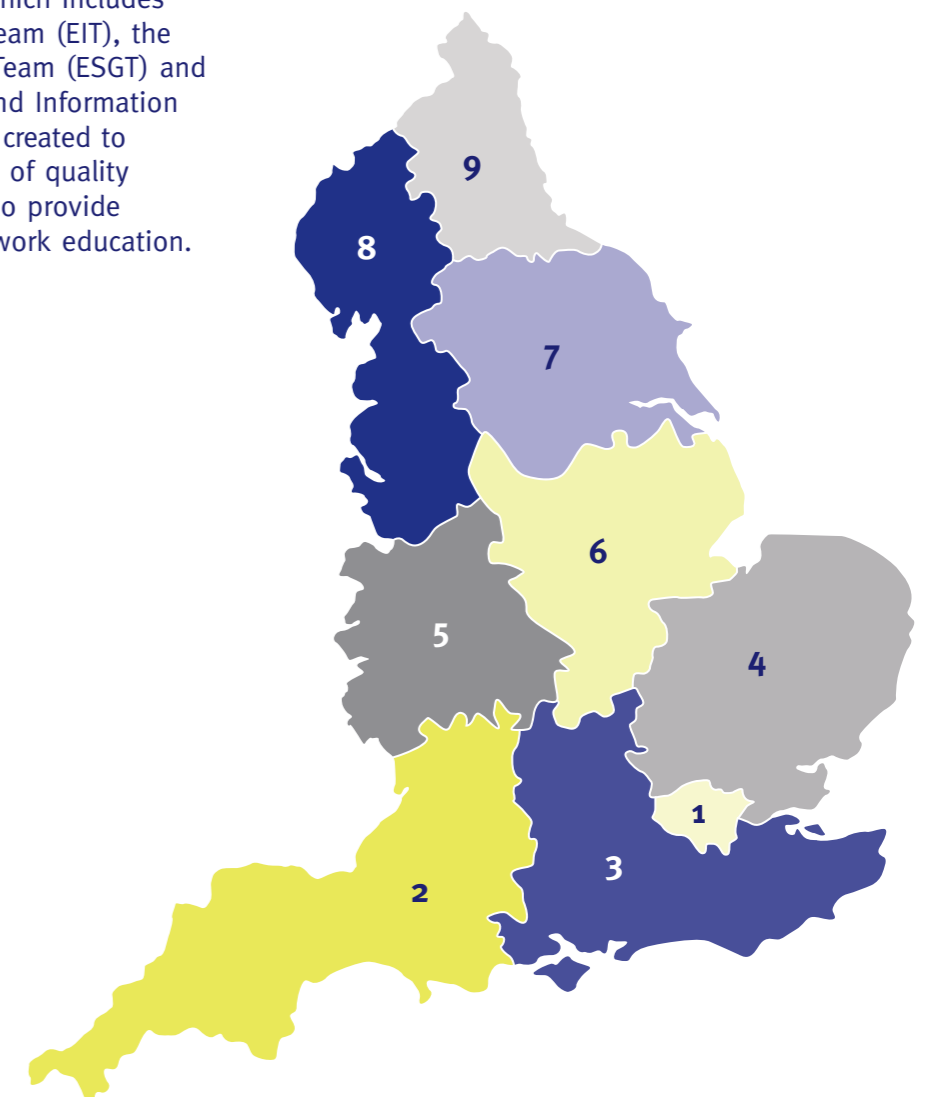 which includes
eam (EIT), the
Team (ESGT) and
nd Information
created to
of quality
o provide
work education.
9
8
7
6
5
4
1
3
2